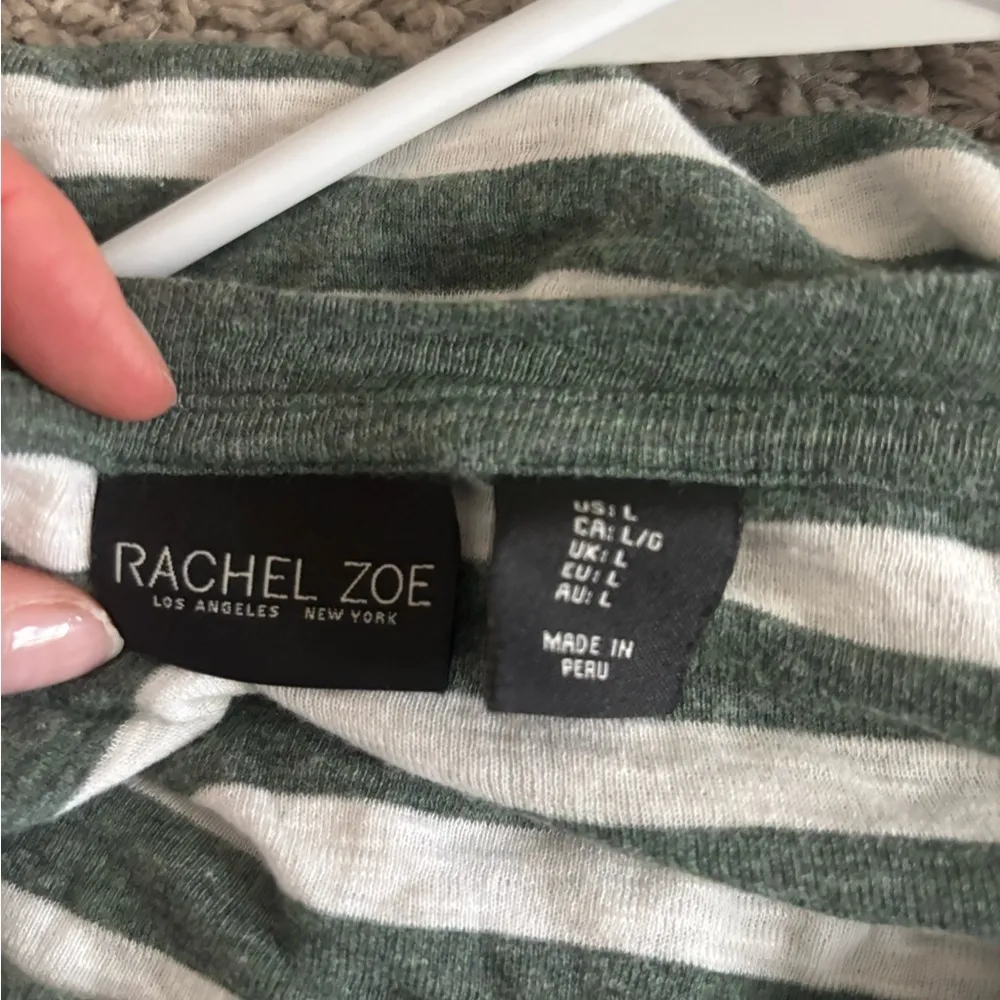 RACHEL ZOE
LOS ANGELES NEW YORK
US: L
CA: L/G
UK: L
EU: L
AU: L
MADE IN
PERU